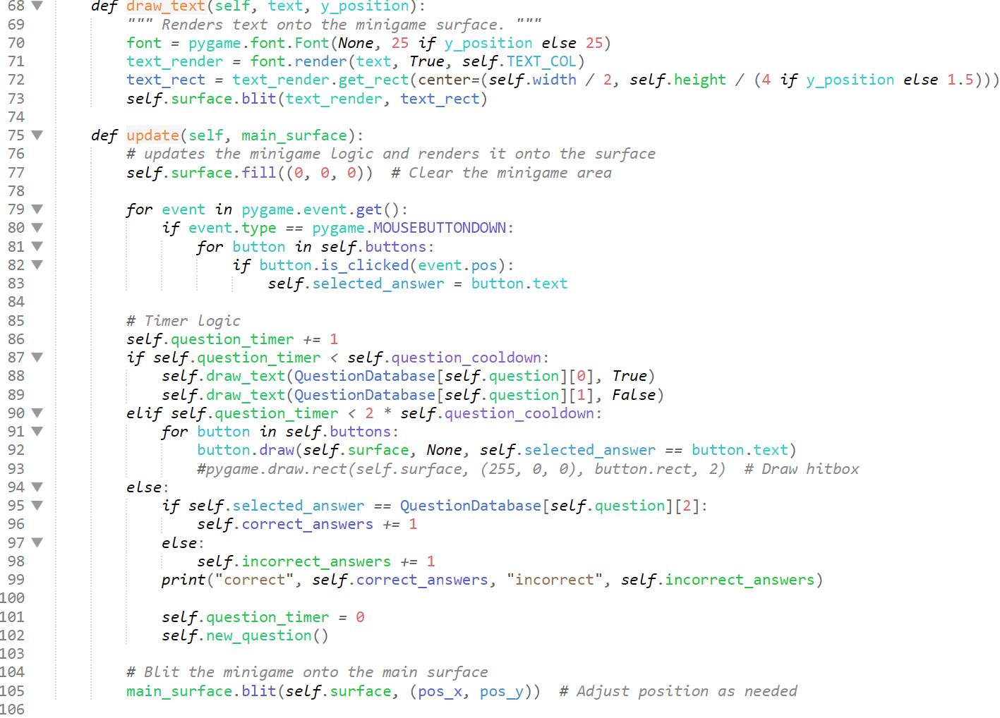 68 def draw_text(self, text, y_position):
69 """ Renders text onto the minigame surface. """
70 font = pygame.font.Font(None, 25 if y_position else 25)
71 text_render = font.render(text, True, self.TEXT_COL)
72 text_rect = text_render.get_rect(center=(self.width / 2, self.height / (4 if y_position else 1.5)))
73 self.surface.blit(text_render, text_rect)
74
75 def update(self, main_surface):
76 # updates the minigame logic and renders it onto the surface
77 self.surface.fill((0, 0, 0))  # Clear the minigame area
78
79 for event in pygame.event.get():
80 if event.type == pygame.MOUSEBUTTONDOWN:
81 for button in self.buttons:
82 if button.is_clicked(event.pos):
83 self.selected_answer = button.text
84
85 # Timer logic
86 self.question_timer += 1
87 if self.question_timer < self.question_cooldown:
88 self.draw_text(QuestionDatabase[self.question][0], True)
89 self.draw_text(QuestionDatabase[self.question][1], False)
90 elif self.question_timer < 2 * self.question_cooldown:
91 for button in self.buttons:
92 button.draw(self.surface, None, self.selected_answer == button.text)
93 #pygame.draw.rect(self.surface, (255, 0, 0), button.rect, 2)  # Draw hitbox
94 else:
95 if self.selected_answer == QuestionDatabase[self.question][2]:
96 self.correct_answers += 1
97 else:
98 self.incorrect_answers += 1
99 print("correct", self.correct_answers, "incorrect", self.incorrect_answers)
100
101 self.question_timer = 0
102 self.new_question()
103
104 # Blit the minigame onto the main surface
105 main_surface.blit(self.surface, (pos_x, pos_y))  # Adjust position as needed
106